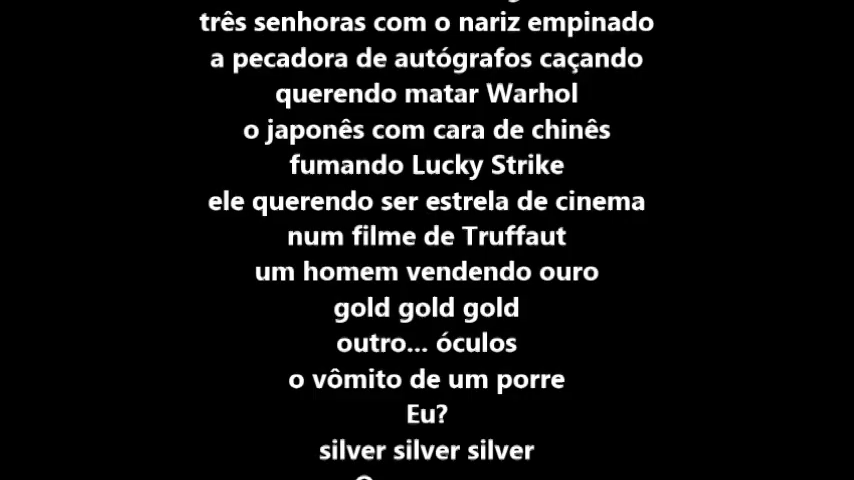 três senhoras com o nariz empinado
a pecadora de autógrafos caçando
querendo matar Warhol
o japonês com cara de chinês
fumando Lucky Strike
ele querendo ser estrela de cinema
num filme de Truffaut
um homem vendendo ouro
gold gold gold
outro... óculos
o vômito de um porre
Eu?
silver silver silver